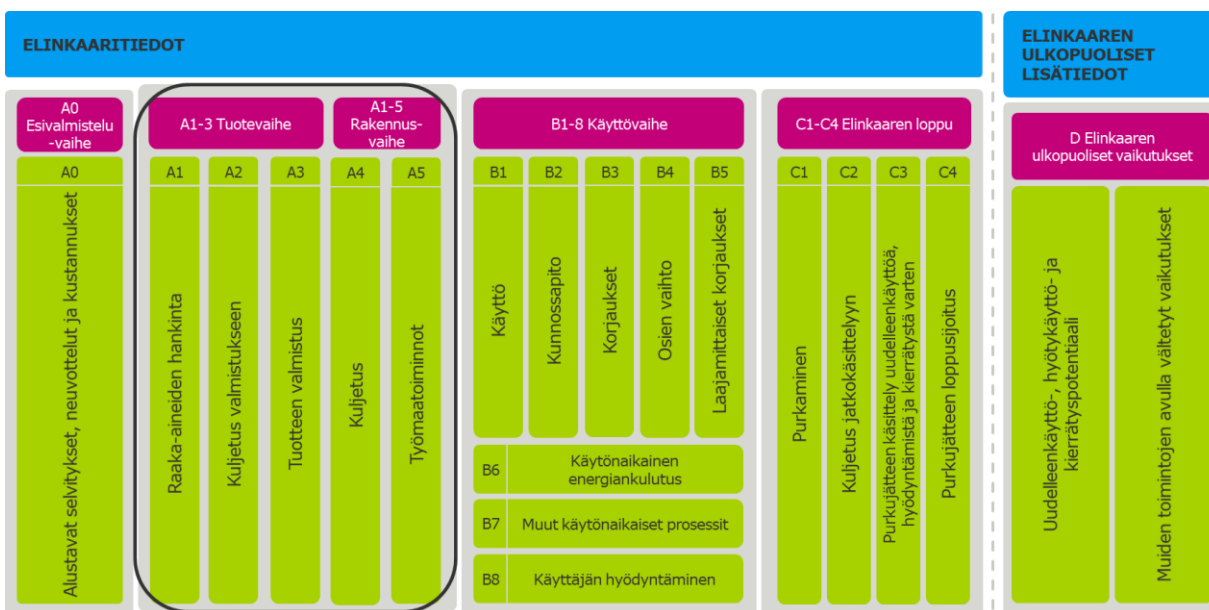 ELINKAARITIEDOT
ELINKAAREN
ULKOPUOLISET
LISÄTIEDOT
A0
Esivalmistelu
-vaihe
A1-3 Tuotevaihe
A1-5
Rakennus-
vaihe
B1-8 Käyttövaihe
C1-C4 Elinkaaren loppu
D Elinkaaren
ulkopuoliset vaikutukset
A0
A1
A2
A3
A4
A5
B1
B2
B3
B4
B5
C1
C2
C3
C4
Alustavat selvitykset, neuvottelut ja kustannukset
Raaka-aineiden hankinta
Kuljetus valmistukseen
Tuotteen valmistus
Kuljetus
Työmaatoiminnot
Käyttö
Kunnossapito
Korjaukset
Osien vaihto
Laajamittaiset korjaukset
B6
Käytönaikainen
energiankulutus
B7
Muut käytönaikaiset prosessit
B8
Käyttäjän hyödyntäminen
Purkaminen
Kuljetus jatkokäsittelyyn
Purkujätteen käsittely uudelleenkäyttöä,
hyödyntämistä ja kierrätystä varten
Purkujätteen loppusijoitus
Uudelleenkäyttö-, hyötykäyttö- ja
kierrätyspotentiaali
Muiden toimintojen avulla vältetyt vaikutukset